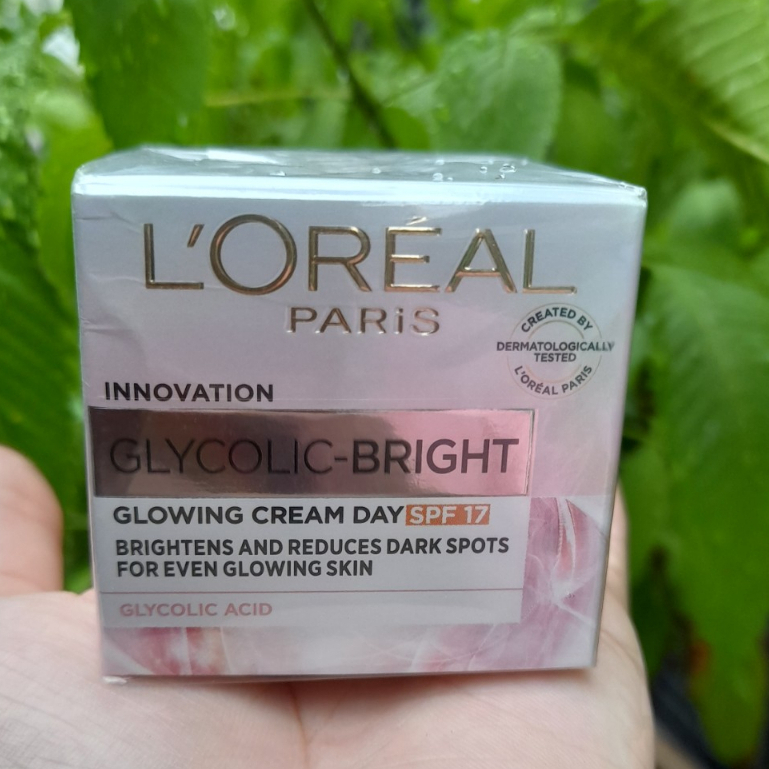 L'ORÉAL
PARiS
CREATED BY
DERMATOLOGICALLY
TESTED
L'ORÉAL PARIS
INNOVATION
GLYCOLIC-BRIGHT
GLOWING CREAM DAY SPF 17
BRIGHTENS AND REDUCES DARK SPOTS
FOR EVEN GLOWING SKIN
GLYCOLIC ACID